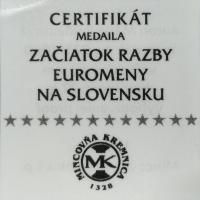 CERTIFIKÁT
MEDAILA
ZAČIATOK RAZBY
EUROMENY
NA SLOVENSKU
MINCOVŇA KREMNICA
MK
1328